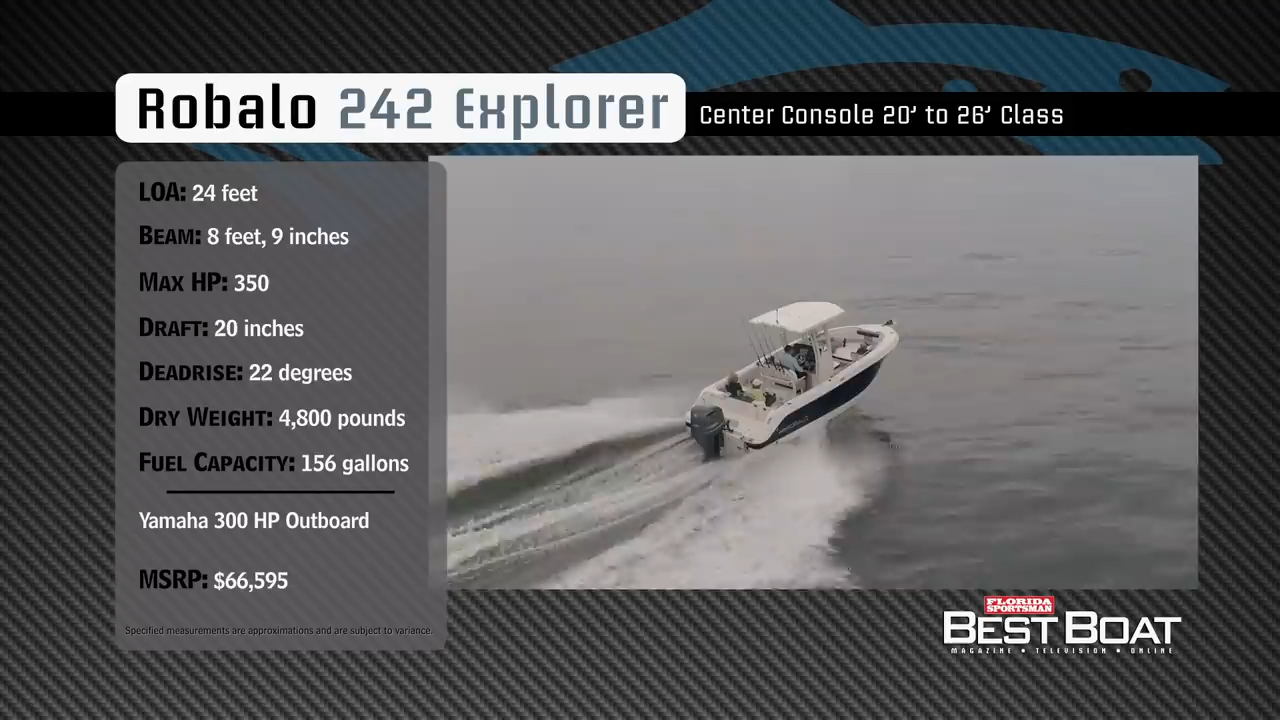 Robalo 242 Explorer
Center Console 20’ to 26’ Class
LOA: 24 feet
BEAM: 8 feet, 9 inches
MAX HP: 350
DRAFT: 20 inches
DEADRISE: 22 degrees
DRY WEIGHT: 4,800 pounds
FUEL CAPACITY: 156 gallons
Yamaha 300 HP Outboard
MSRP: $66,595
Specified measurements are approximations and are subject to variance.
FLORIDA
SPORTSMAN
BEST BOAT
MAGAZINE • TELEVISION • ONLINE